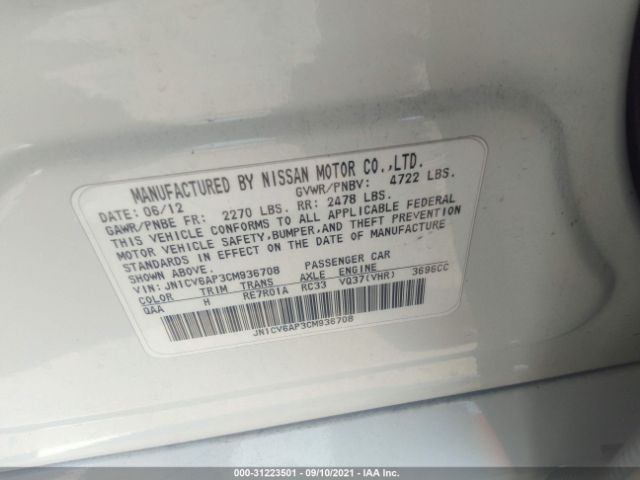 MANUFACTURED BY NISSAN MOTOR CO.,LTD.
DATE: 06/12 GVWR/PNBV: 4722 LBS.
GAWR/PNBE FR: 2270 LBS. RR: 2478 LBS.
THIS VEHICLE CONFORMS TO ALL APPLICABLE FEDERAL
MOTOR VEHICLE SAFETY,BUMPER,AND THEFT PREVENTION
STANDARDS IN EFFECT ON THE DATE OF MANUFACTURE
SHOWN ABOVE.
VIN: JN1CV6AP3CM936708 PASSENGER CAR
COLOR TRIM TRANS AXLE ENGINE
QAA H RE7R01A RC33 VQ37(VHR) 3696CC
JN1CV6AP3CM936708
000-31223501 - 09/10/2021 - IAA Inc.